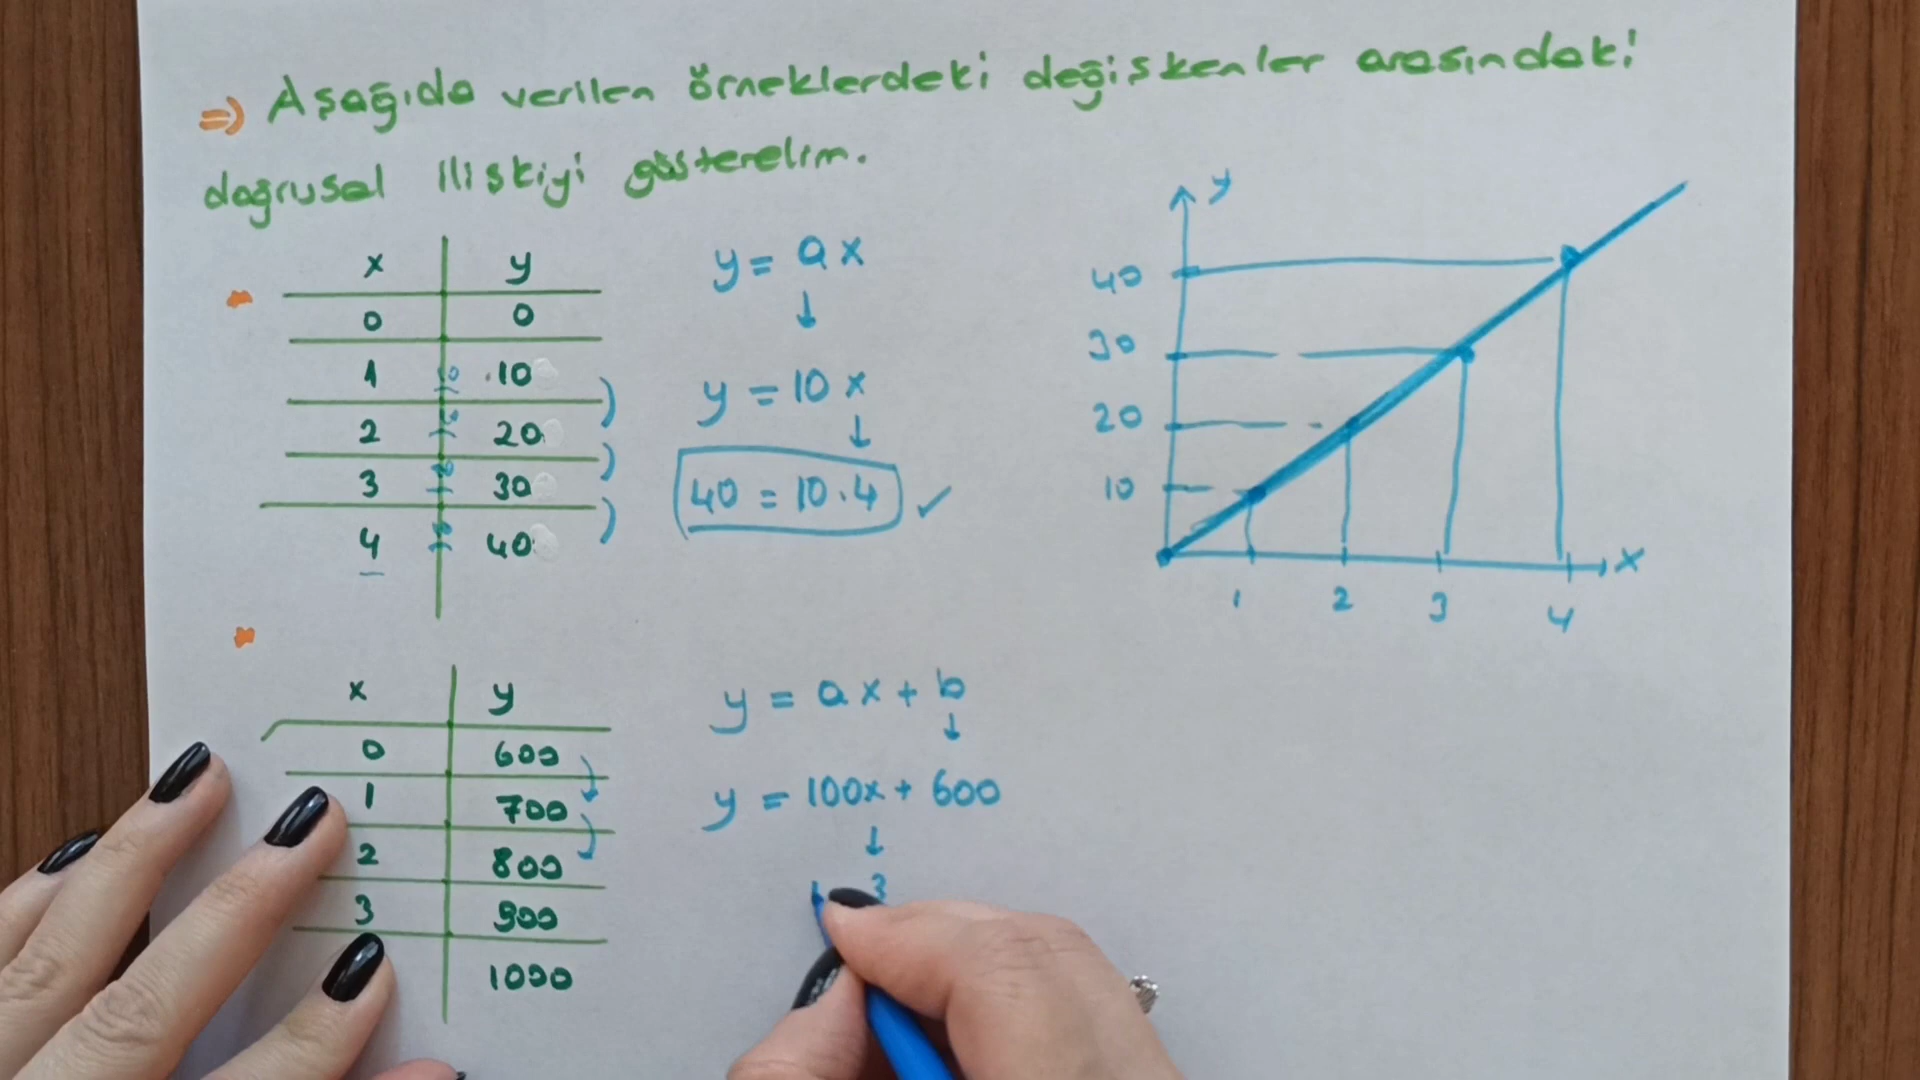 ⇒ Aşağıda verilen örneklerdeki değişkenler arasındaki
doğrusal ilişkiyi gösterelim.
x y
0 0
1 10
2 20
3 30
4 40
y = ax
↓
y = 10x
↓
40 = 10.4 ✓
y
40
30
20
10
1 2 3 4 x
x y
0 600
1 700
2 800
3 900
1000
y = ax + b
↓
y = 100x + 600
↓
3